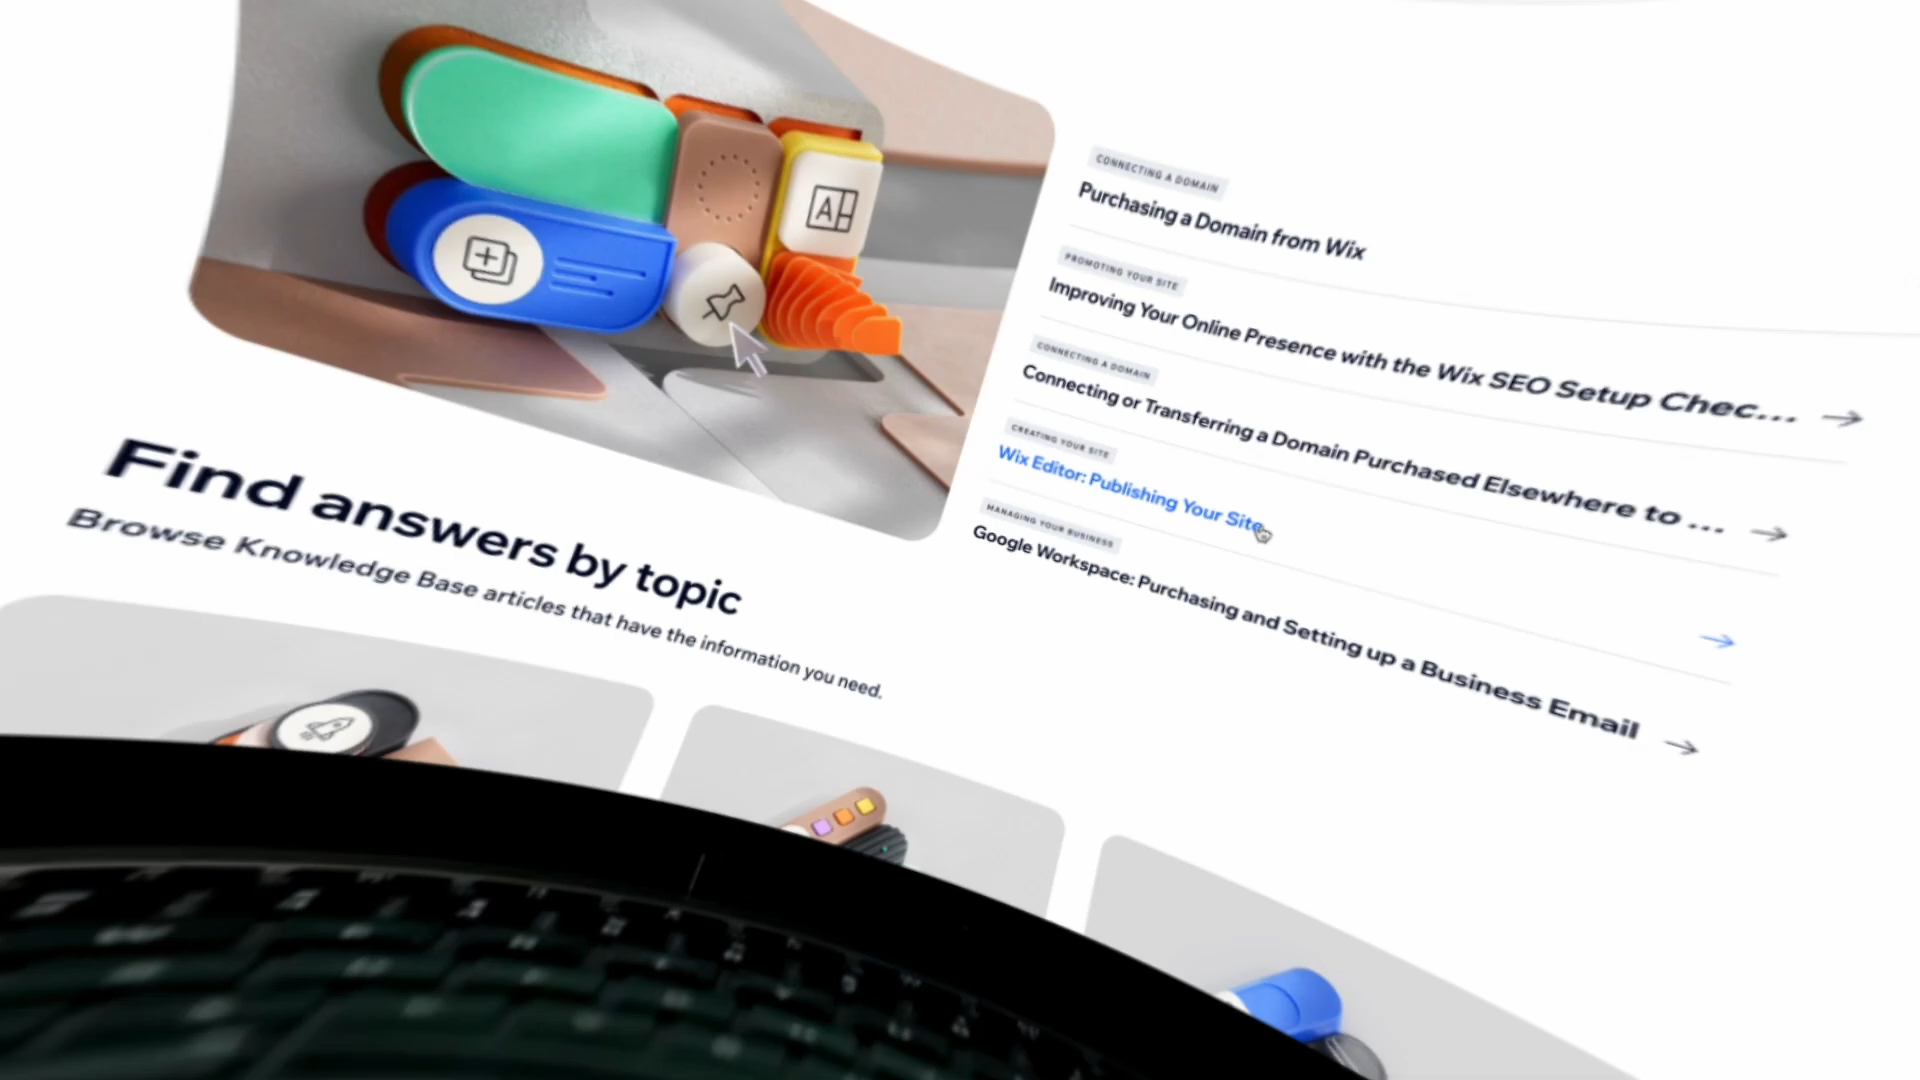 CONNECTING A DOMAIN
Purchasing a Domain from Wix
PROMOTING YOUR SITE
Improving Your Online Presence with the Wix SEO Setup Chec...
CONNECTING A DOMAIN
Connecting or Transferring a Domain Purchased Elsewhere to ...
CREATING YOUR SITE
Wix Editor: Publishing Your Site
MANAGING YOUR BUSINESS
Google Workspace: Purchasing and Setting up a Business Email
A
Find answers by topic
Browse Knowledge Base articles that have the information you need.